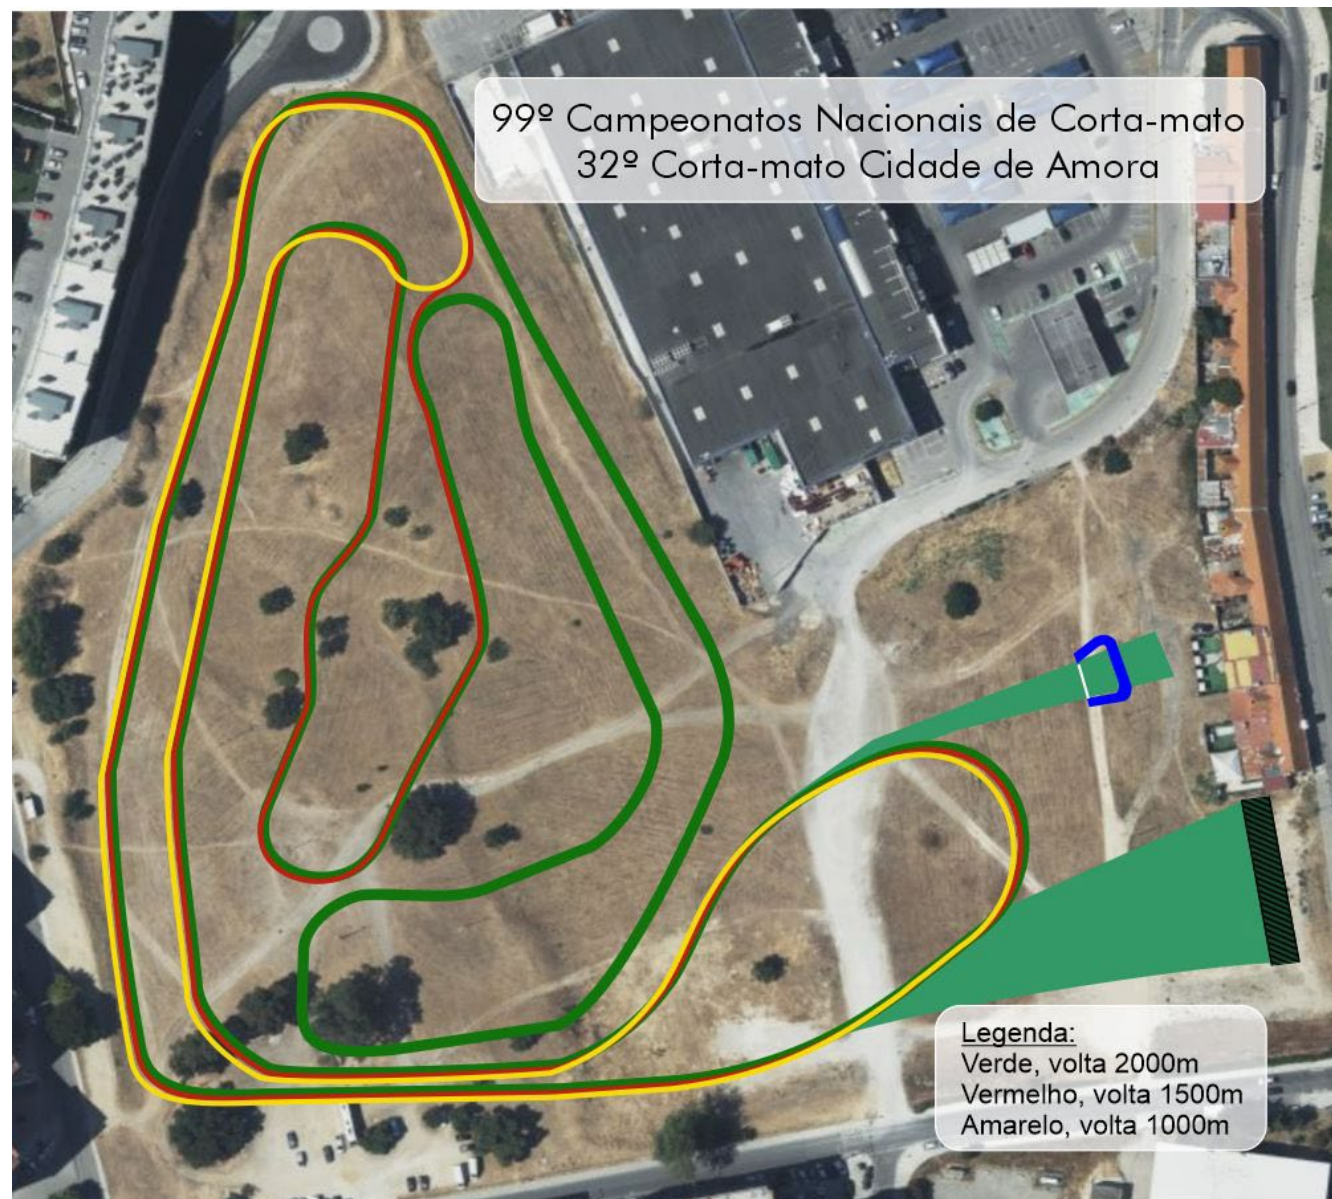 99º Campeonatos Nacionais de Corta-mato
32º Corta-mato Cidade de Amora
Legenda:
Verde, volta 2000m
Vermelho, volta 1500m
Amarelo, volta 1000m